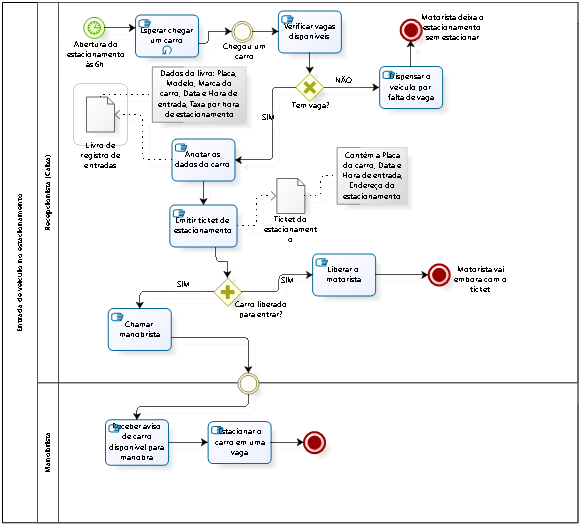 Entrada de veículo no estacionamento
Recepcionista (Caixa)
Manobrista
Abertura do
estacionamento
às 6h
Esperar chegar
um carro
Chegou um
carro
Verificar vagas
disponíveis
Motorista deixa o
estacionamento
sem estacionar
Tem vaga?
NÃO
Dispensar o
veículo por
falta de vaga
SIM
Dados do livro: Placa,
Modelo, Marca do
carro, Data e Hora de
entrada, Taxa por hora
de estacionamento
Livro de
registro de
entradas
Anotar os
dados do carro
Contém a Placa
do carro, Data e
Hora de entrada,
Endereço do
estacionamento
Emitir ticket de
estacionamento
Ticket do
estacionament
o
SIM
SIM
Carro liberado
para entrar?
Liberar o
motorista
Motorista vai
embora com o
ticket
Chamar
manobrista
Receber aviso
de carro
disponível para
manobra
Estacionar o
carro em uma
vaga